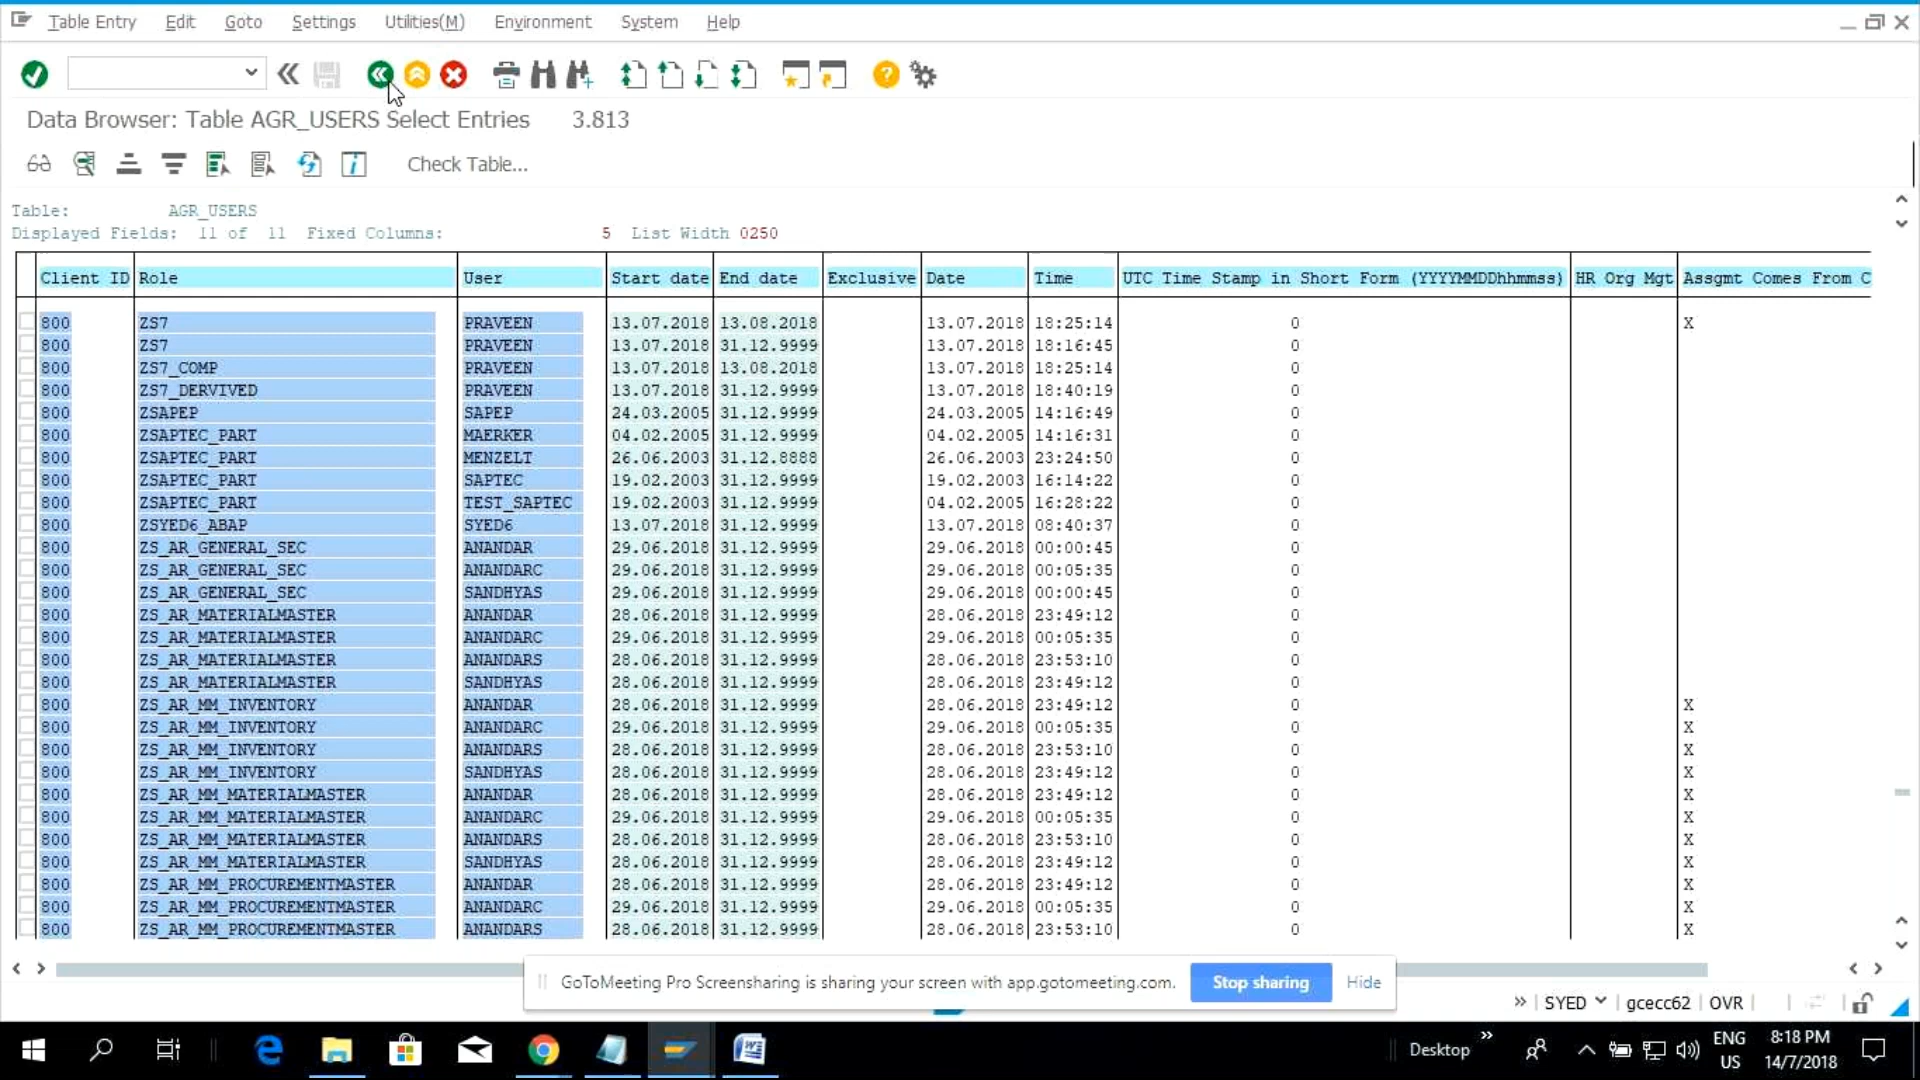 Table Entry Edit Goto Settings Utilities(M) Environment System Help
Data Browser: Table AGR_USERS Select Entries 3.813
Check Table...
Table: AGR_USERS
Displayed Fields: 11 of 11 Fixed Columns: 5 List Width 0250
Client ID Role User Start date End date Exclusive Date Time UTC Time Stamp in Short Form (YYYYMMDDhhmmss) HR Org Mgt Assgmt Comes From C
800 ZS7 PRAVEEN 13.07.2018 13.08.2018 13.07.2018 18:25:14 0 X
800 ZS7 PRAVEEN 13.07.2018 31.12.9999 13.07.2018 18:16:45 0
800 ZS7_COMP PRAVEEN 13.07.2018 13.08.2018 13.07.2018 18:25:14 0
800 ZS7_DERVIVED PRAVEEN 13.07.2018 31.12.9999 13.07.2018 18:40:19 0
800 ZSAPEP SAPEP 24.03.2005 31.12.9999 24.03.2005 14:16:49 0
800 ZSAPTEC_PART MAERKER 04.02.2005 31.12.9999 04.02.2005 14:16:31 0
800 ZSAPTEC_PART MENZELT 26.06.2003 31.12.8888 26.06.2003 23:24:50 0
800 ZSAPTEC_PART SAPTEC 19.02.2003 31.12.9999 19.02.2003 16:14:22 0
800 ZSAPTEC_PART TEST_SAPTEC 19.02.2003 31.12.9999 04.02.2005 16:28:22 0
800 ZSYED6_ABAP SYED6 13.07.2018 31.12.9999 13.07.2018 08:40:37 0
800 ZS_AR_GENERAL_SEC ANANDAR 29.06.2018 31.12.9999 29.06.2018 00:00:45 0
800 ZS_AR_GENERAL_SEC ANANDARC 29.06.2018 31.12.9999 29.06.2018 00:05:35 0
800 ZS_AR_GENERAL_SEC SANDHYAS 29.06.2018 31.12.9999 29.06.2018 00:00:45 0
800 ZS_AR_MATERIALMASTER ANANDAR 28.06.2018 31.12.9999 28.06.2018 23:49:12 0
800 ZS_AR_MATERIALMASTER ANANDARC 29.06.2018 31.12.9999 29.06.2018 00:05:35 0
800 ZS_AR_MATERIALMASTER ANANDARS 28.06.2018 31.12.9999 28.06.2018 23:53:10 0
800 ZS_AR_MATERIALMASTER SANDHYAS 28.06.2018 31.12.9999 28.06.2018 23:49:12 0
800 ZS_AR_MM_INVENTORY ANANDAR 28.06.2018 31.12.9999 28.06.2018 23:49:12 0 X
800 ZS_AR_MM_INVENTORY ANANDARC 29.06.2018 31.12.9999 29.06.2018 00:05:35 0 X
800 ZS_AR_MM_INVENTORY ANANDARS 28.06.2018 31.12.9999 28.06.2018 23:53:10 0 X
800 ZS_AR_MM_INVENTORY SANDHYAS 28.06.2018 31.12.9999 28.06.2018 23:49:12 0 X
800 ZS_AR_MM_MATERIALMASTER ANANDAR 28.06.2018 31.12.9999 28.06.2018 23:49:12 0 X
800 ZS_AR_MM_MATERIALMASTER ANANDARC 29.06.2018 31.12.9999 29.06.2018 00:05:35 0 X
800 ZS_AR_MM_MATERIALMASTER ANANDARS 28.06.2018 31.12.9999 28.06.2018 23:53:10 0 X
800 ZS_AR_MM_MATERIALMASTER SANDHYAS 28.06.2018 31.12.9999 28.06.2018 23:49:12 0 X
800 ZS_AR_MM_PROCUREMENTMASTER ANANDAR 28.06.2018 31.12.9999 28.06.2018 23:49:12 0 X
800 ZS_AR_MM_PROCUREMENTMASTER ANANDARC 29.06.2018 31.12.9999 29.06.2018 00:05:35 0 X
800 ZS_AR_MM_PROCUREMENTMASTER ANANDARS 28.06.2018 31.12.9999 28.06.2018 23:53:10 0 X
GoToMeeting Pro Screensharing is sharing your screen with app.gotomeeting.com. Stop sharing Hide
SYED gcecc62 OVR
Desktop ENG 8:18 PM
US 14/7/2018